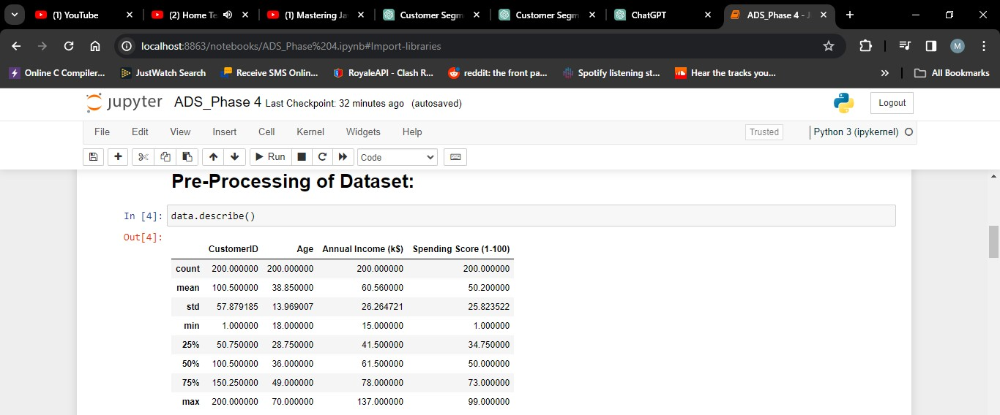 (1) YouTube
(2) Home Te
(1) Mastering Ja
Customer Segm
Customer Segm
ChatGPT
ADS_Phase 4 - J
localhost:8863/notebooks/ADS_Phase%204.ipynb#Import-libraries
M
Online C Compiler...
JustWatch Search
Receive SMS Onlin...
RoyaleAPI - Clash R...
reddit: the front pa...
Spotify listening st...
Hear the tracks you...
»
All Bookmarks
jupyter ADS_Phase 4 Last Checkpoint: 32 minutes ago (autosaved)
Logout
File Edit View Insert Cell Kernel Widgets Help
Trusted
Python 3 (ipykernel)
Run
Code
Pre-Processing of Dataset:
In [4]: data.describe()
Out[4]:
CustomerID Age Annual Income (k$) Spending Score (1-100)
count 200.000000 200.000000 200.000000 200.000000
mean 100.500000 38.850000 60.560000 50.200000
std 57.879185 13.969007 26.264721 25.823522
min 1.000000 18.000000 15.000000 1.000000
25% 50.750000 28.750000 41.500000 34.750000
50% 100.500000 36.000000 61.500000 50.000000
75% 150.250000 49.000000 78.000000 73.000000
max 200.000000 70.000000 137.000000 99.000000